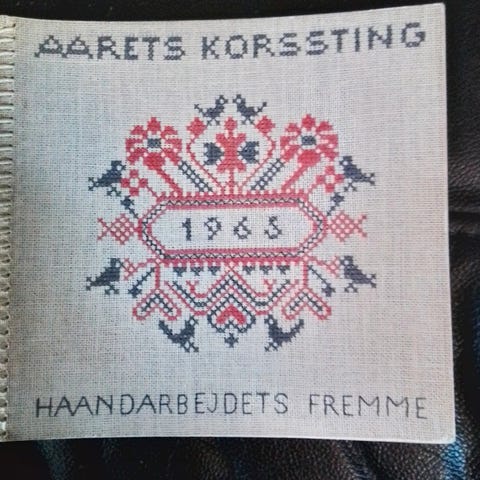 AARETS KORSSTING
1965
HAANDARBEJDETS FREMME